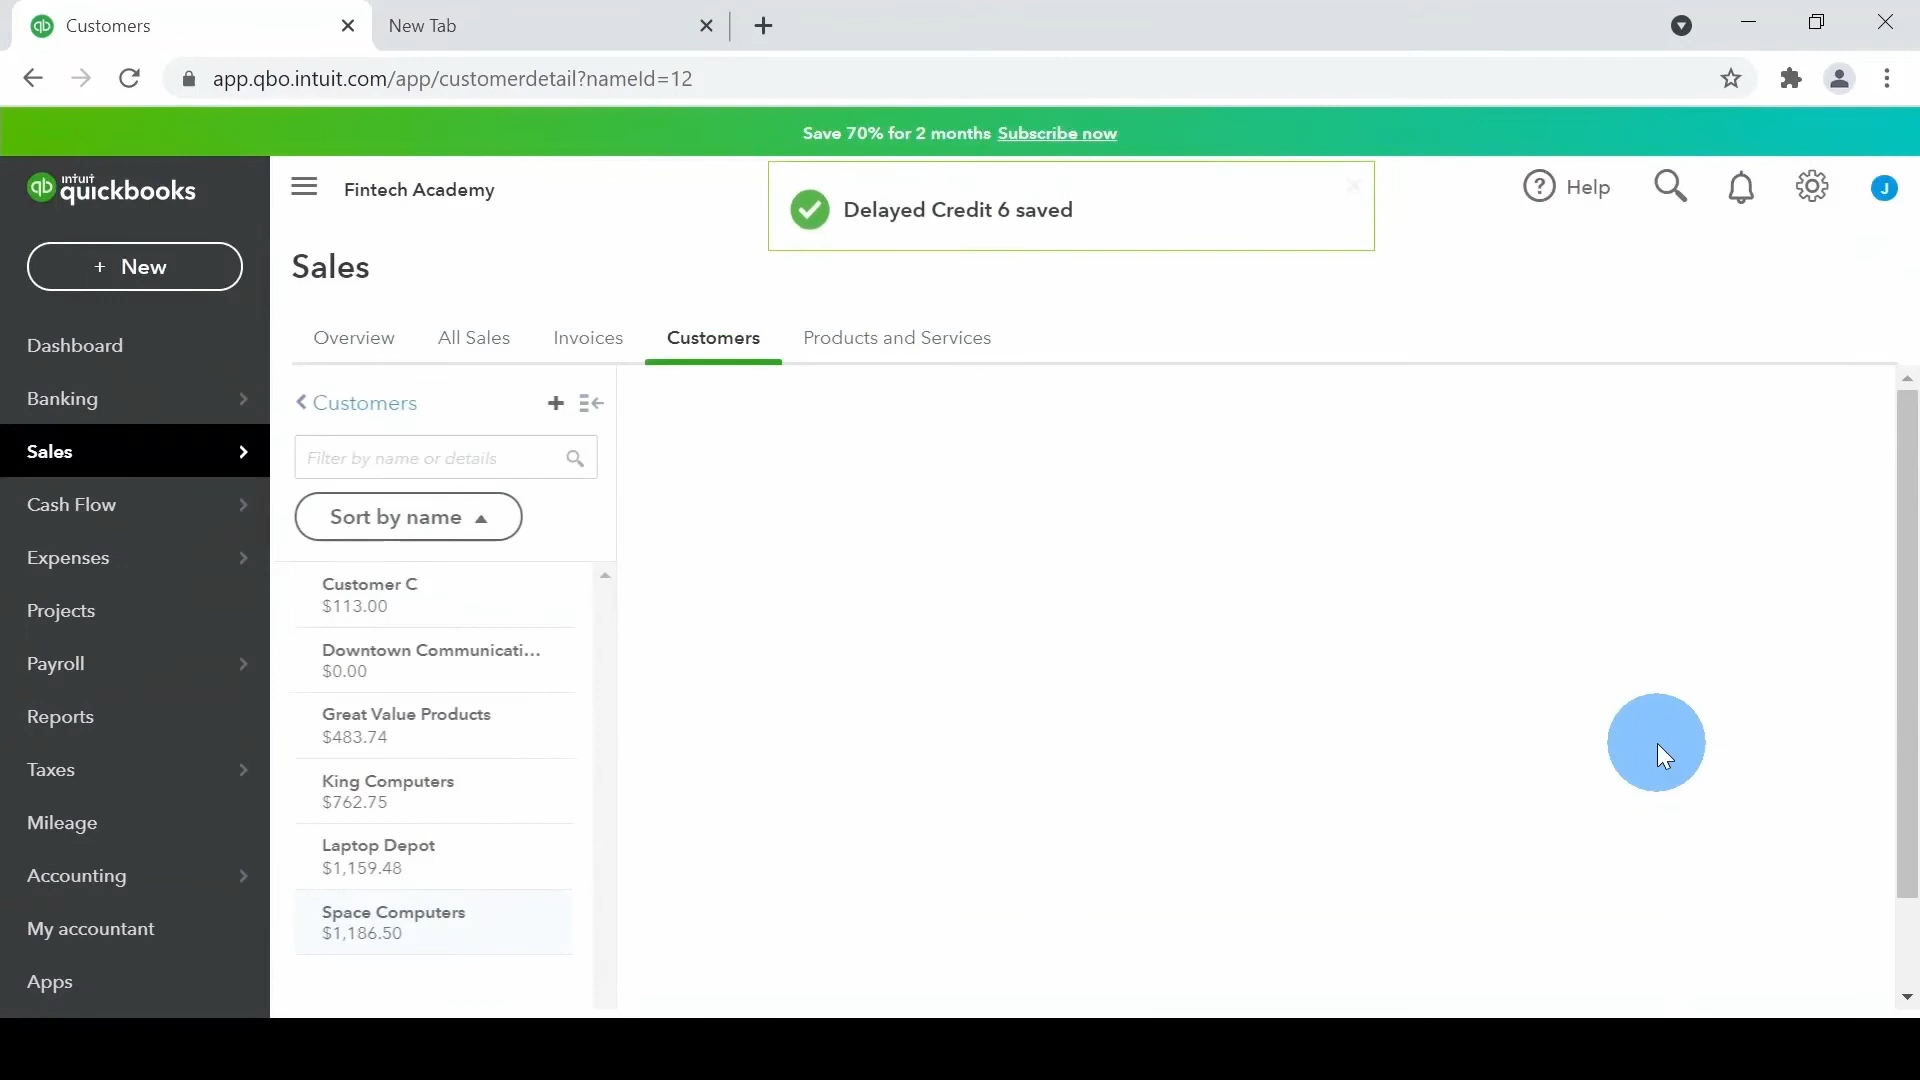 Customers
New Tab
app.qbo.intuit.com/app/customerdetail?nameId=12
Save 70% for 2 months Subscribe now
intuit
quickbooks
Fintech Academy
Delayed Credit 6 saved
Help
J
+ New
Sales
Overview
All Sales
Invoices
Customers
Products and Services
Dashboard
Banking
Sales
Cash Flow
Expenses
Projects
Payroll
Reports
Taxes
Mileage
Accounting
My accountant
Apps
Customers
Filter by name or details
Sort by name
Customer C
$113.00
Downtown Communicati...
$0.00
Great Value Products
$483.74
King Computers
$762.75
Laptop Depot
$1,159.48
Space Computers
$1,186.50